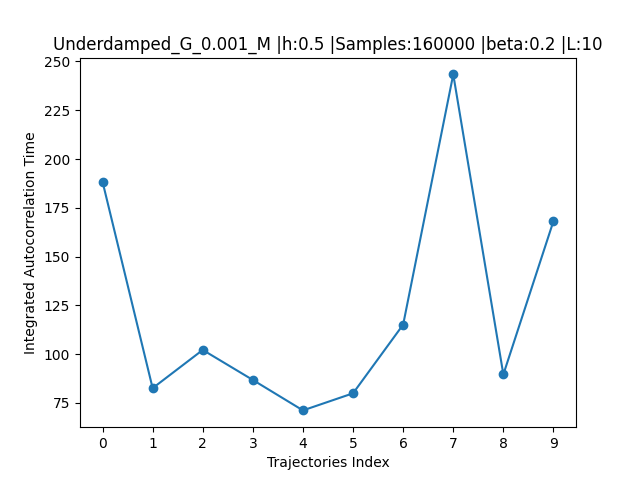 Underdamped_G_0.001_M |h:0.5 |Samples:160000 |beta:0.2 |L:10
250
225
200
175
150
125
100
75
Integrated Autocorrelation Time
0 1 2 3 4 5 6 7 8 9
Trajectories Index